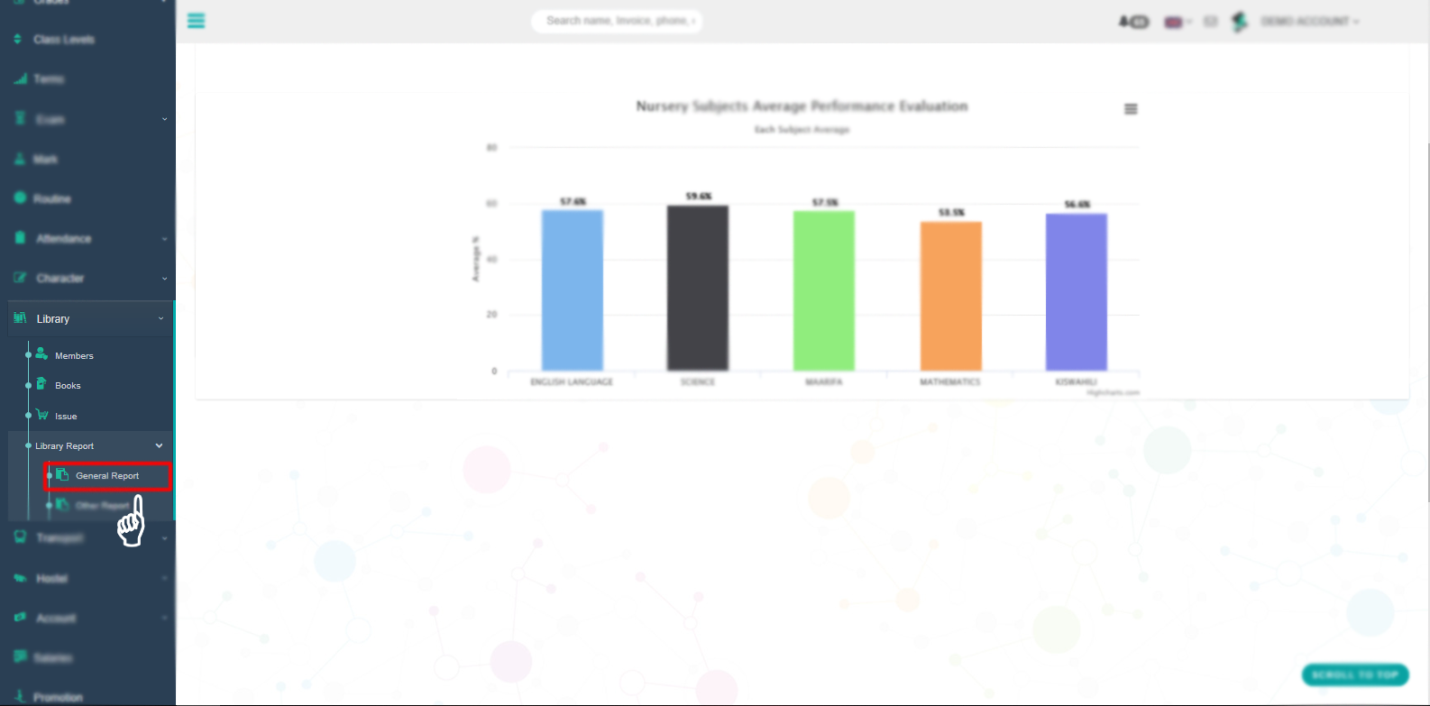 Grades
Class Levels
Terms
Exam
Mark
Routine
Attendance
Character
Library
Members
Books
Issue
Library Report
General Report
Other Report
Transport
Hostel
Account
Salaries
Promotion
Search name, Invoice, phone,
DEMO ACCOUNT
Nursery Subjects Average Performance Evaluation
Each Subject Average
80
60
40
20
0
Average %
57.6%
59.6%
57.5%
53.5%
56.6%
ENGLISH LANGUAGE
SCIENCE
MAARIFA
MATHEMATICS
KISWAHILI
Highcharts.com
SCROLL TO TOP